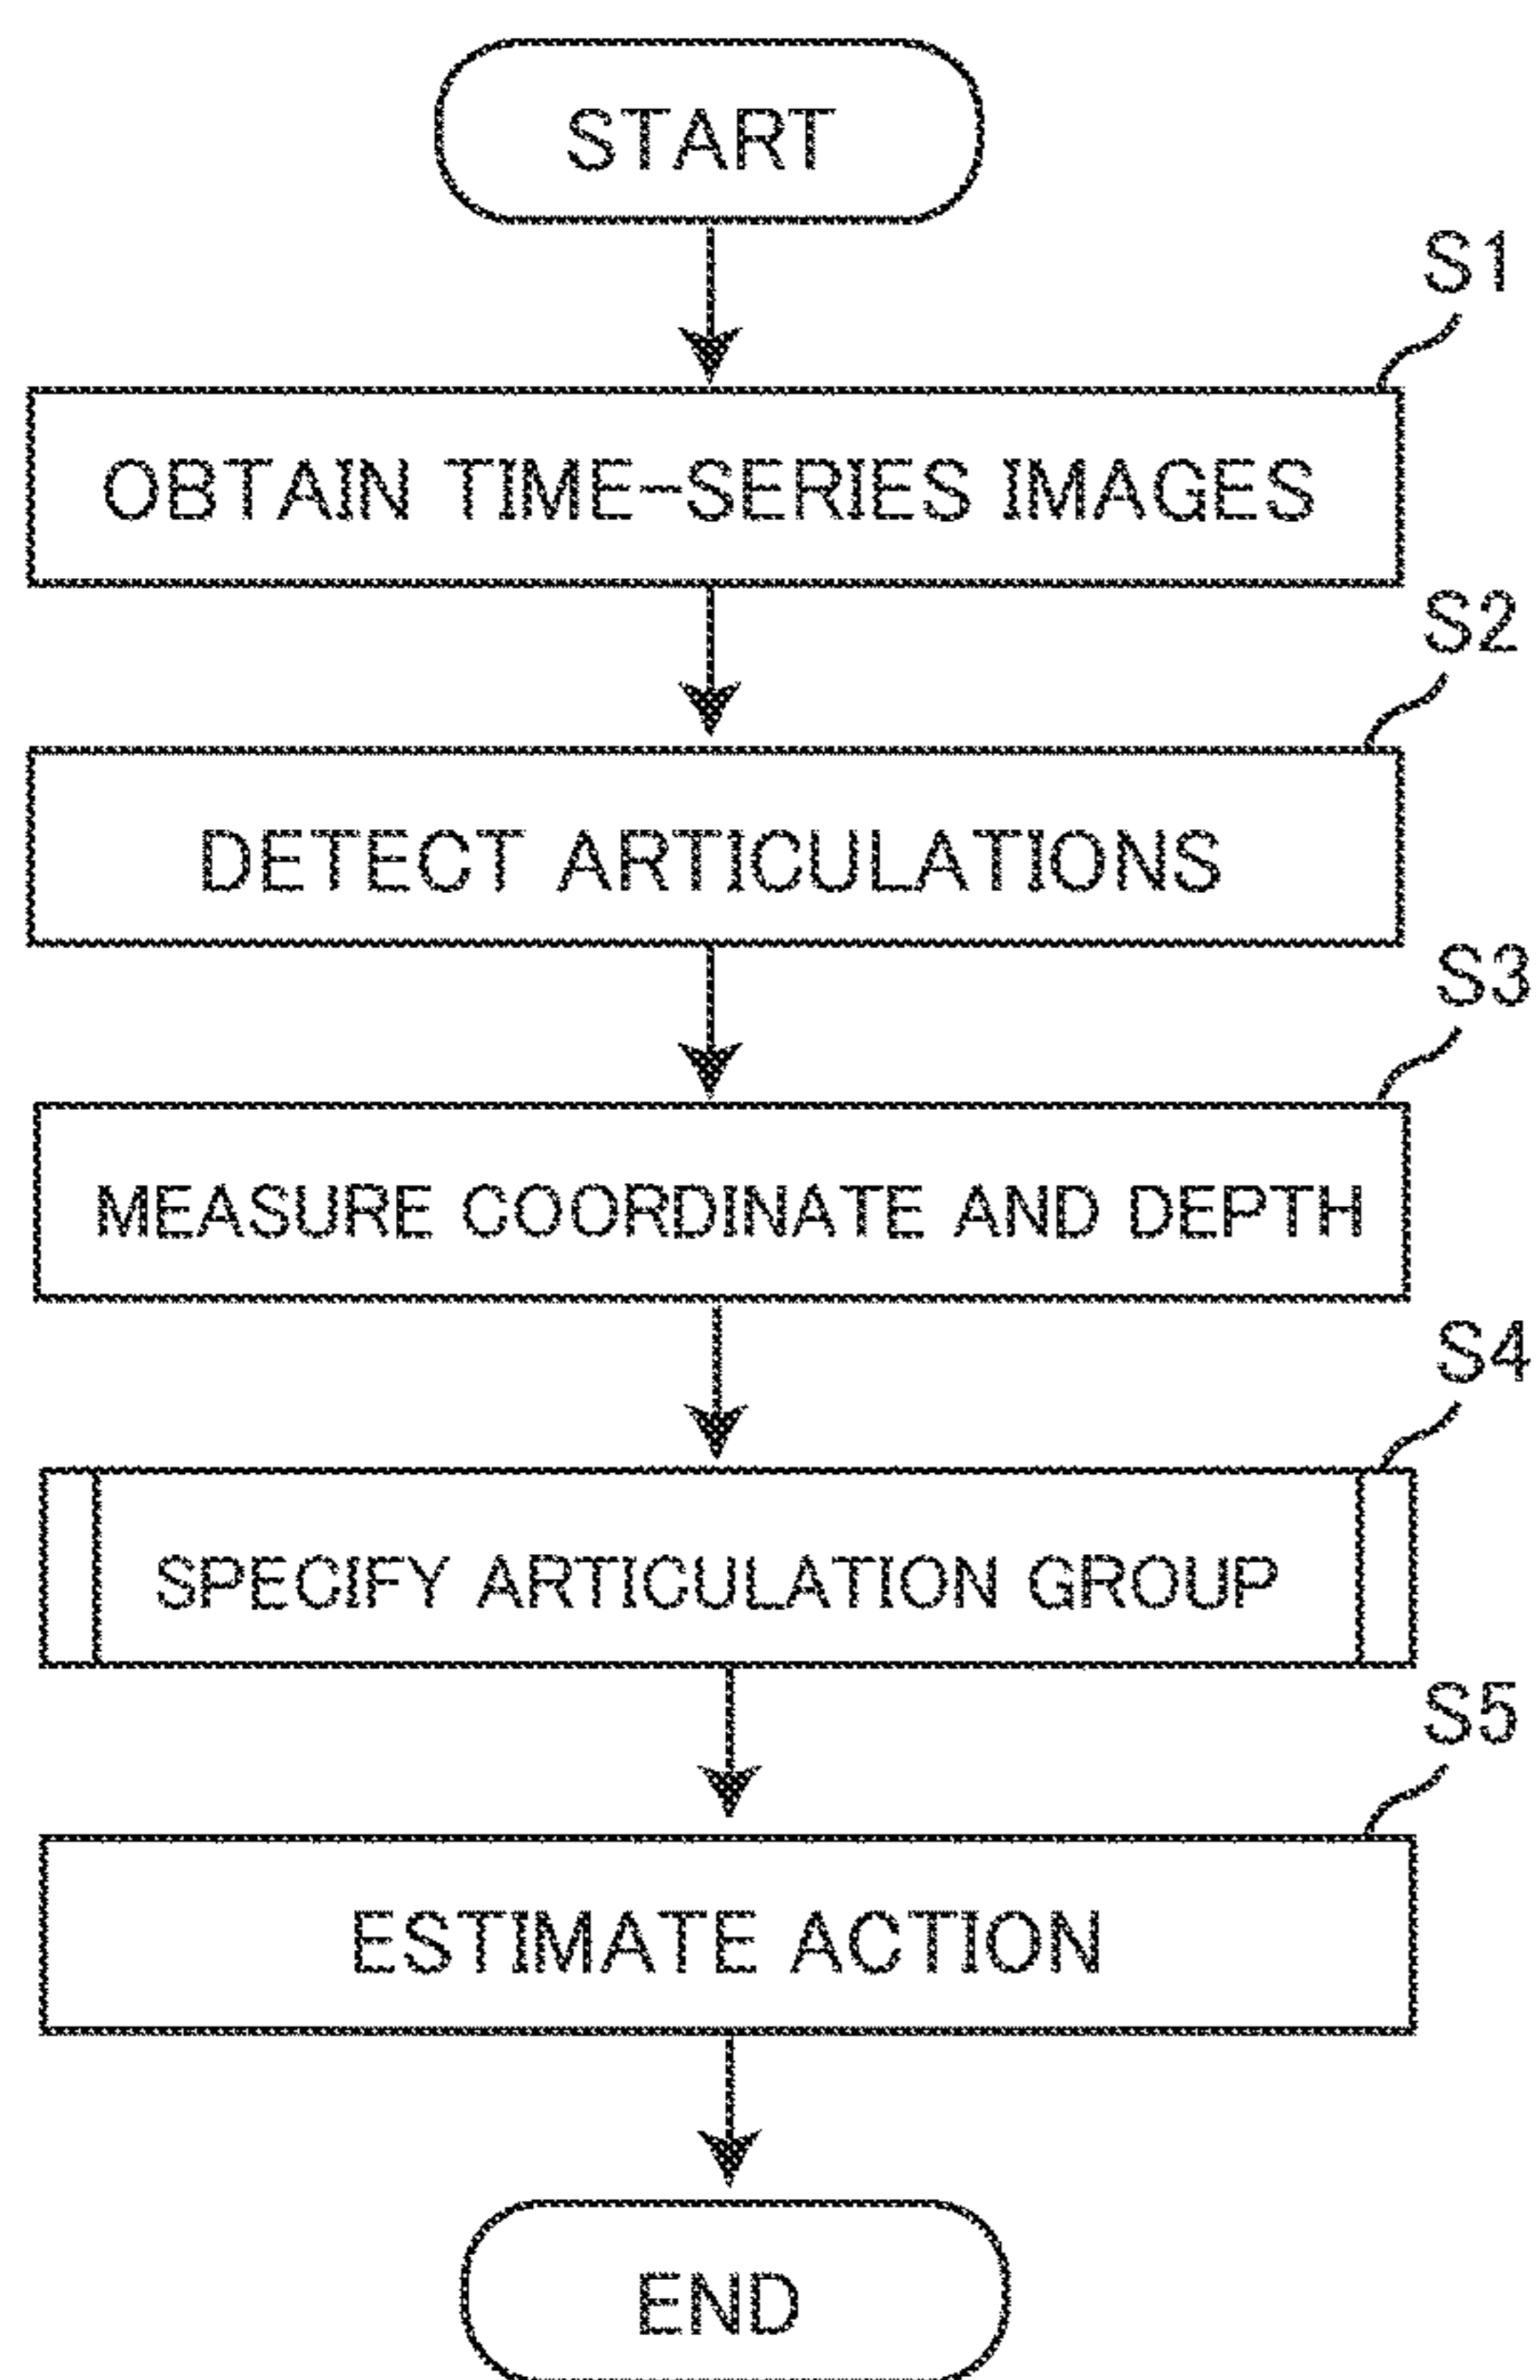 START
S1
OBTAIN TIME-SERIES IMAGES
S2
DETECT ARTICULATIONS
S3
MEASURE COORDINATE AND DEPTH
S4
SPECIFY ARTICULATION GROUP
S5
ESTIMATE ACTION
END